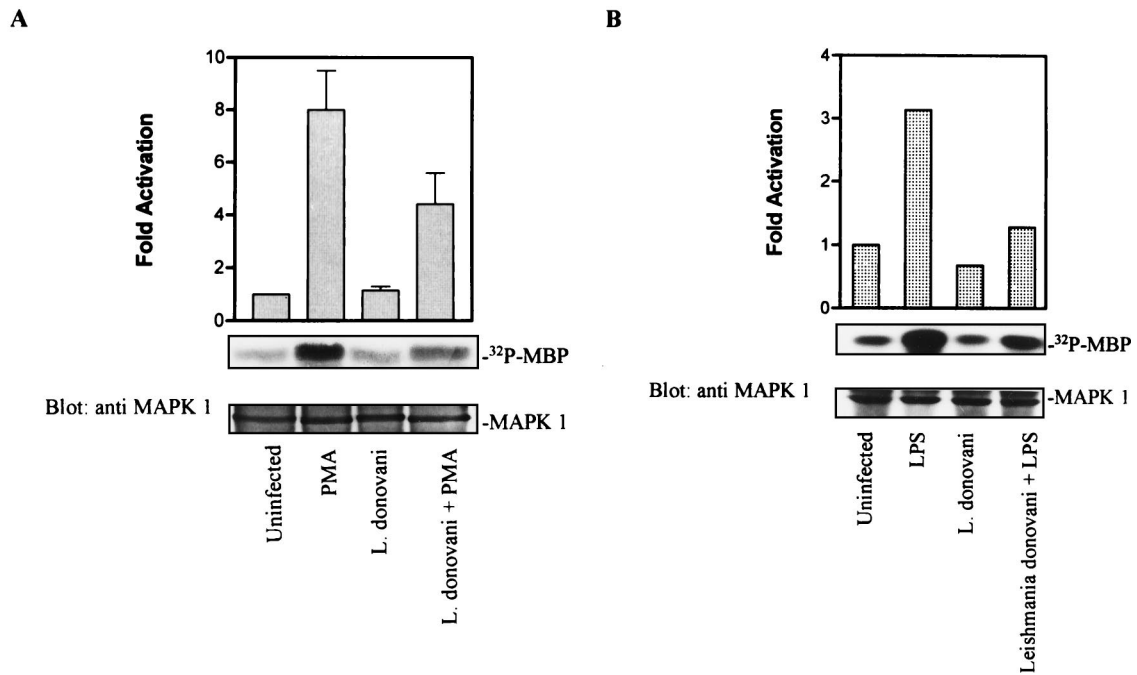 A
B
10
8
6
4
2
0
Fold Activation
-³²P-MBP
Blot: anti MAPK 1
-MAPK 1
Uninfected
PMA
L. donovani
L. donovani + PMA
4
3
2
1
0
Fold Activation
-³²P-MBP
Blot: anti MAPK 1
-MAPK 1
Uninfected
LPS
L. donovani
Leishmania donovani + LPS